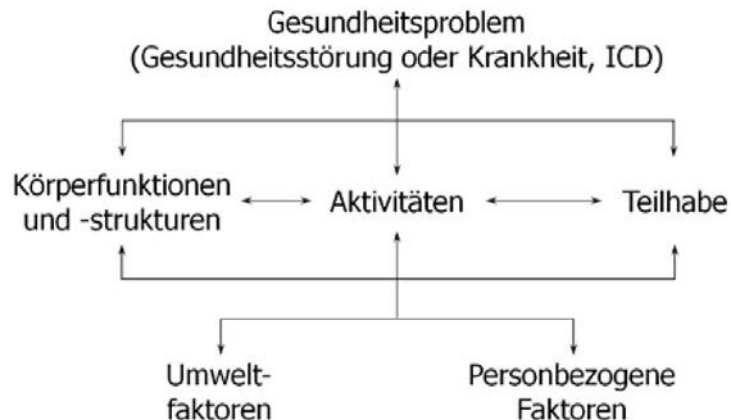 Gesundheitsproblem
(Gesundheitsstörung oder Krankheit, ICD)
Körperfunktionen
und -strukturen
Aktivitäten
Teilhabe
Umwelt-
faktoren
Personbezogene
Faktoren